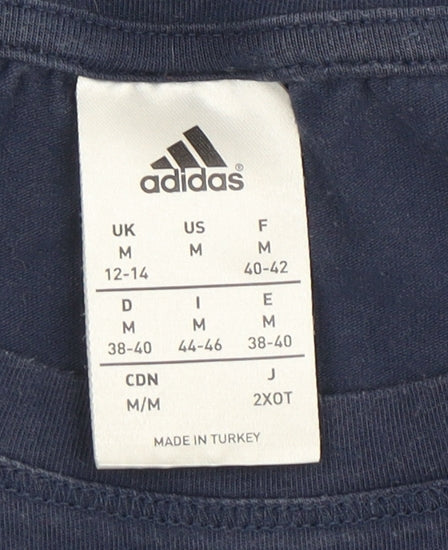 adidas®
UK US F
M M M
12-14 40-42
D I E
M M M
38-40 44-46 38-40
CDN J
M/M 2XOT
MADE IN TURKEY